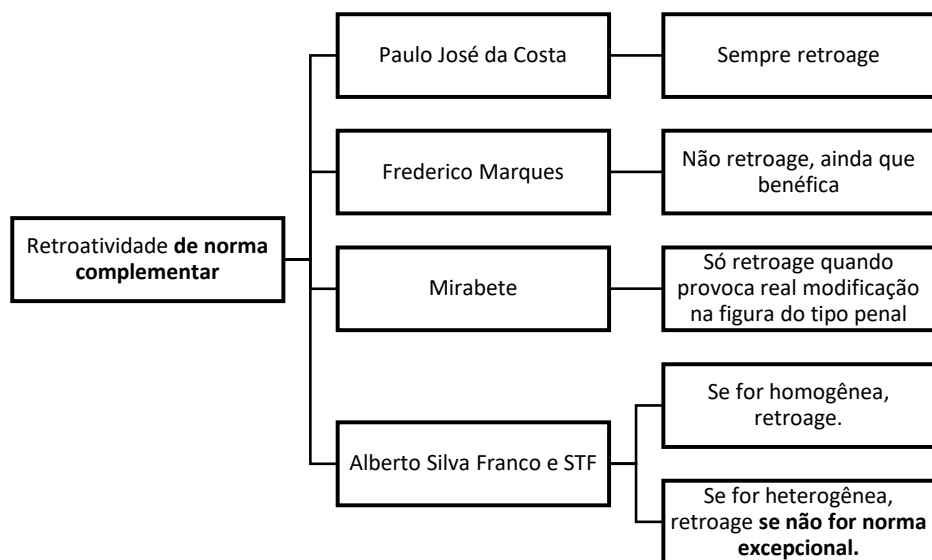 Retroatividade de norma
complementar
Paulo José da Costa
Sempre retroage
Frederico Marques
Não retroage, ainda que
benéfica
Mirabete
Só retroage quando
provoca real modificação
na figura do tipo penal
Alberto Silva Franco e STF
Se for homogênea,
retroage.
Se for heterogênea,
retroage se não for norma
excepcional.